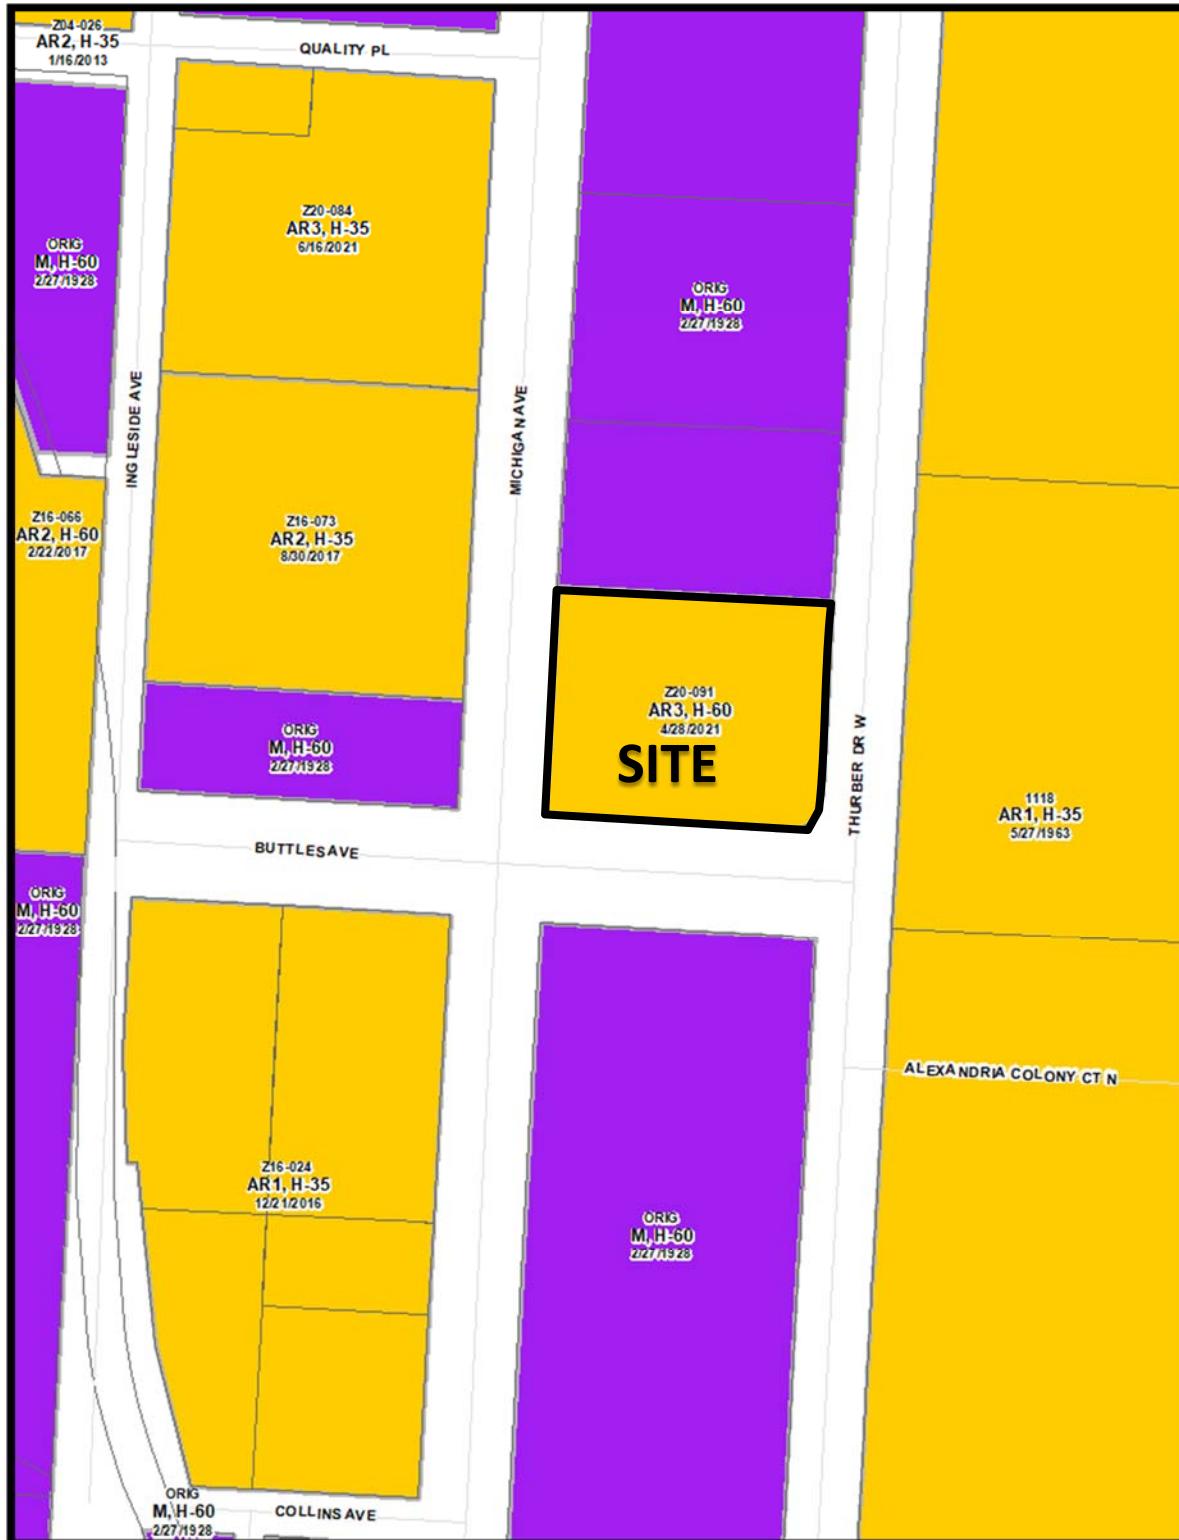 Z04-026
AR2, H-35
1/16/2013
QUALITY PL
Z20-084
AR3, H-35
6/16/2021
ORIG
M, H-60
2/27/1928
ORIG
M, H-60
2/27/1928
INGLESIDE AVE
MICHIGAN AVE
Z16-066
AR2, H-60
2/22/2017
Z16-073
AR2, H-35
8/30/2017
Z20-091
AR3, H-60
4/28/2021
SITE
ORIG
M, H-60
2/27/1928
THURBER DR W
1118
AR1, H-35
5/27/1963
BUTTLES AVE
ORIG
M, H-60
2/27/1928
ALEXANDRIA COLONY CT N
Z16-024
AR1, H-35
12/21/2016
ORIG
M, H-60
2/27/1928
ORIG
M, H-60
2/27/1928
COLLINS AVE